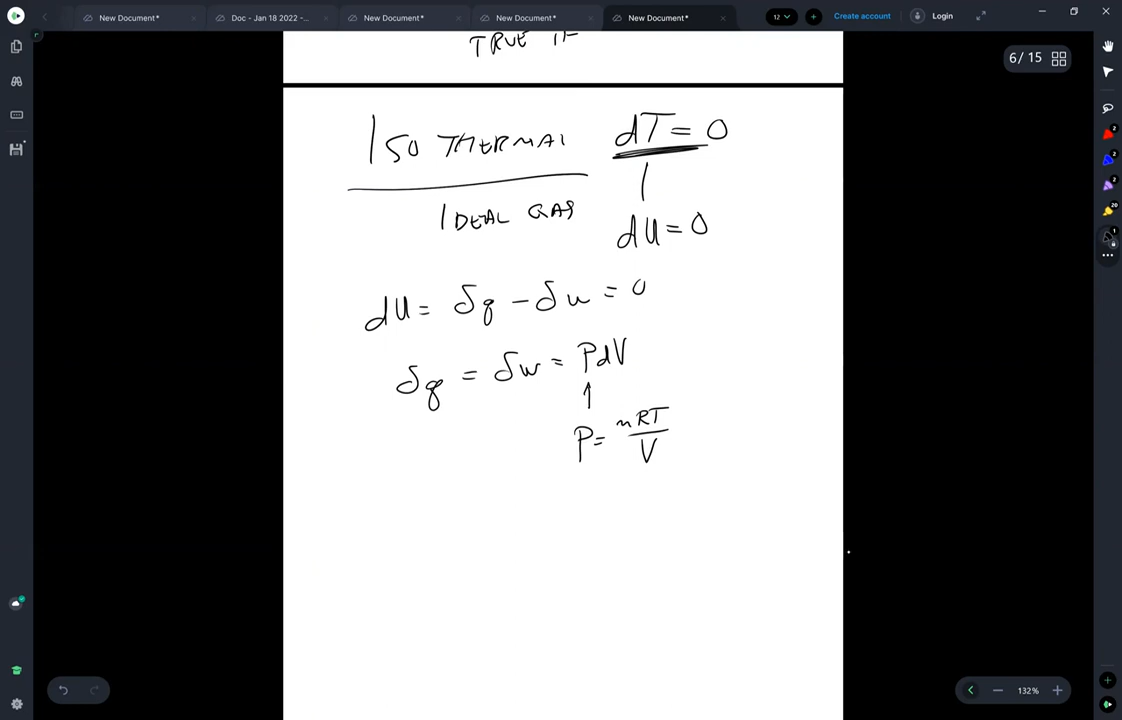 New Document*
Doc - Jan 18 2022 -...
New Document*
New Document*
New Document*
12
Create account
Login
TRUE IF
6/15
ISOTHERMAL dT = 0
IDEAL GAS
dU = 0
dU = δq - δw = 0
δq = δw = PdV
P = nRT
V
132%